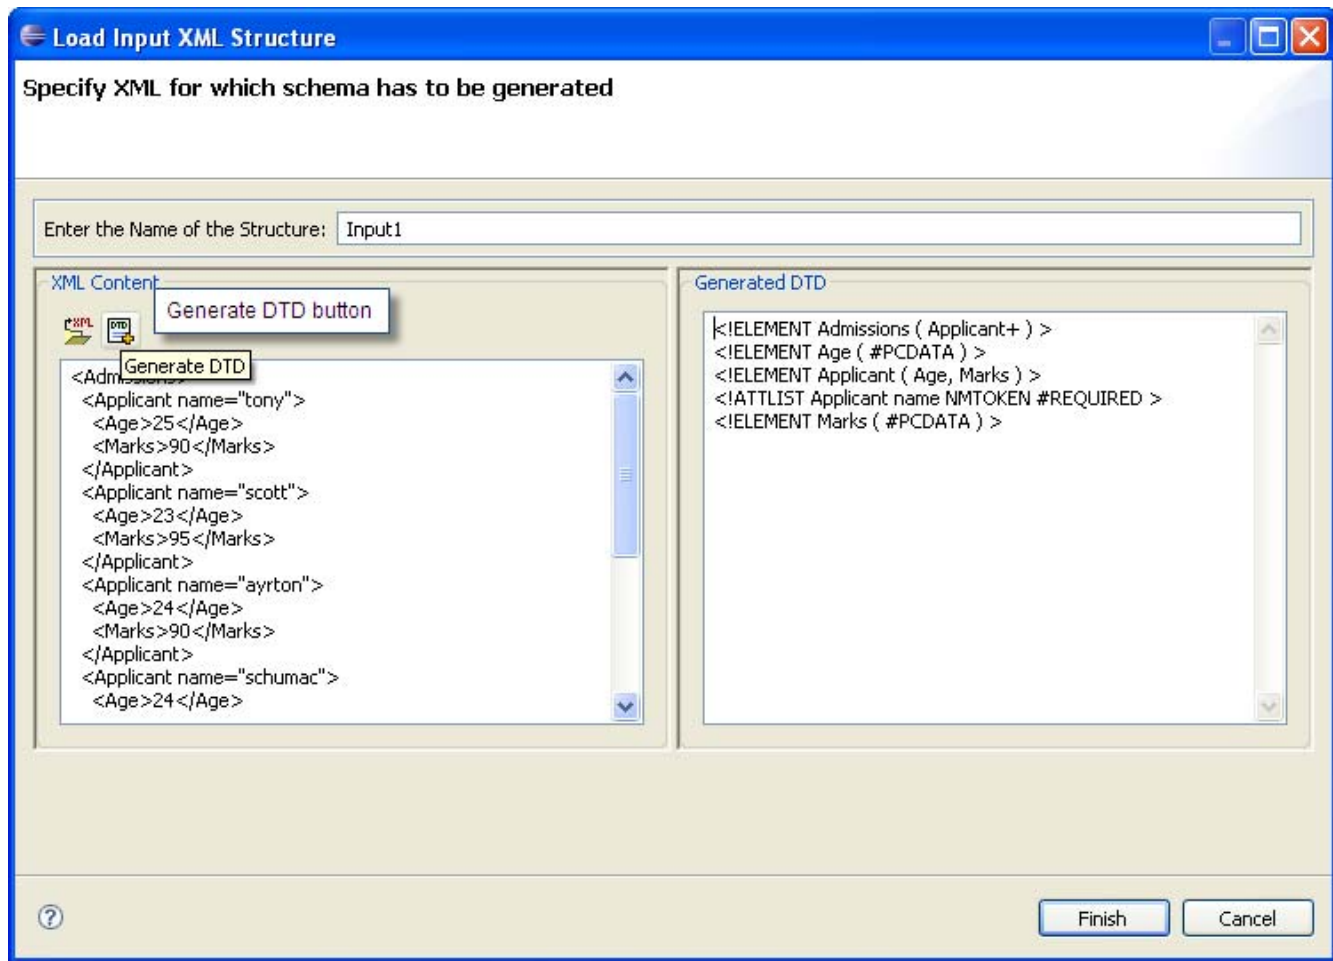 Load Input XML Structure
Specify XML for which schema has to be generated
Enter the Name of the Structure: Input1
XML Content
Generate DTD button
XML
DTD
Generate DTD
<Admissions>
<Applicant name="tony">
<Age>25</Age>
<Marks>90</Marks>
</Applicant>
<Applicant name="scott">
<Age>23</Age>
<Marks>95</Marks>
</Applicant>
<Applicant name="ayrton">
<Age>24</Age>
<Marks>90</Marks>
</Applicant>
<Applicant name="schumac">
<Age>24</Age>
Generated DTD
<!ELEMENT Admissions ( Applicant+ ) >
<!ELEMENT Age ( #PCDATA ) >
<!ELEMENT Applicant ( Age, Marks ) >
<!ATTLIST Applicant name NMTOKEN #REQUIRED >
<!ELEMENT Marks ( #PCDATA ) >
?
Finish
Cancel